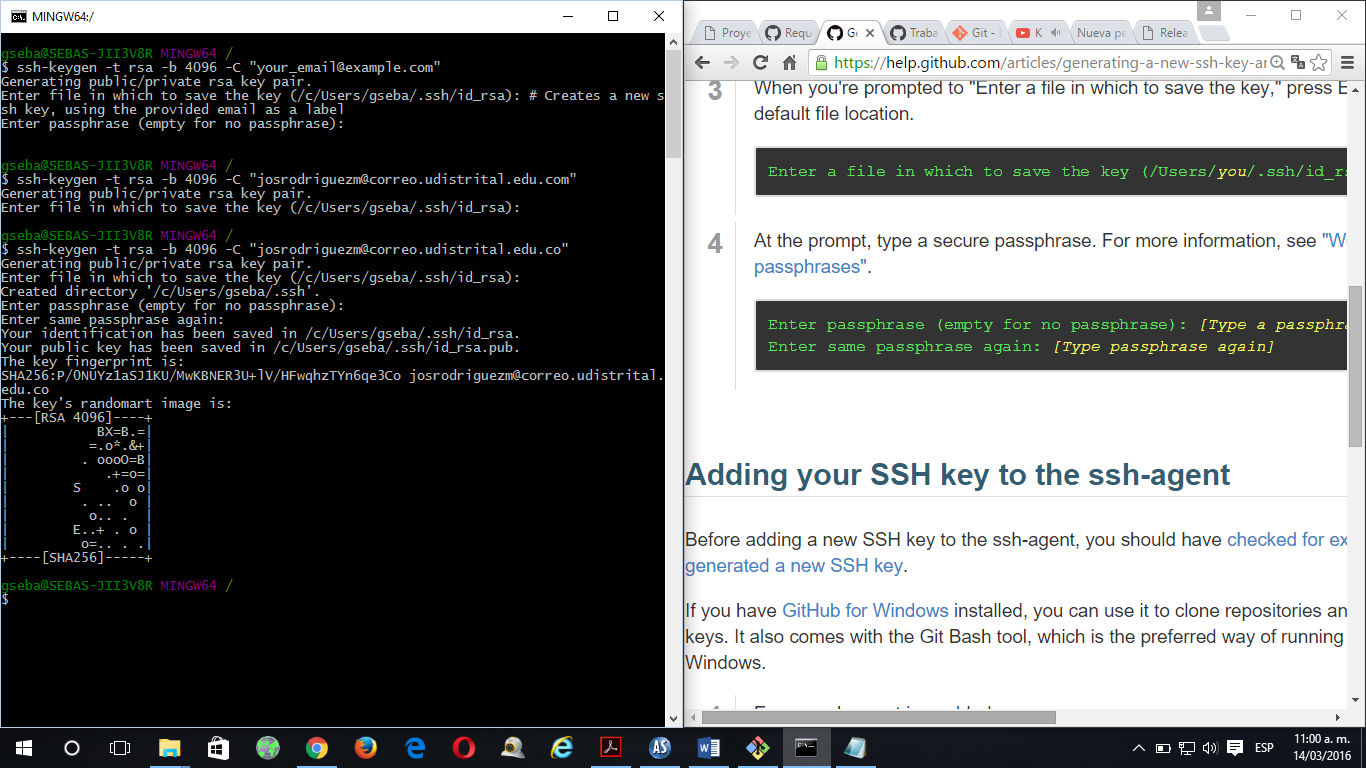 MINGW64:/
gseba@SEBAS-JII3V8R MINGW64 /
$ ssh-keygen -t rsa -b 4096 -C "your_email@example.com"
Generating public/private rsa key pair.
Enter file in which to save the key (/c/Users/gseba/.ssh/id_rsa): # Creates a new s
sh key, using the provided email as a label
Enter passphrase (empty for no passphrase):
gseba@SEBAS-JII3V8R MINGW64 /
$ ssh-keygen -t rsa -b 4096 -C "josrodriguezm@correo.udistrital.edu.com"
Generating public/private rsa key pair.
Enter file in which to save the key (/c/Users/gseba/.ssh/id_rsa):
gseba@SEBAS-JII3V8R MINGW64 /
$ ssh-keygen -t rsa -b 4096 -C "josrodriguezm@correo.udistrital.edu.co"
Generating public/private rsa key pair.
Enter file in which to save the key (/c/Users/gseba/.ssh/id_rsa):
Created directory '/c/Users/gseba/.ssh'.
Enter passphrase (empty for no passphrase):
Enter same passphrase again:
Your identification has been saved in /c/Users/gseba/.ssh/id_rsa.
Your public key has been saved in /c/Users/gseba/.ssh/id_rsa.pub.
The key fingerprint is:
SHA256:P/ONUYz1aSJ1KU/MwKBNER3U+lV/HFwqhzTYn6qe3Co josrodriguezm@correo.udistrital.
edu.co
The key's randomart image is:
+---[RSA 4096]----+
|           BX=B.=|
|          =.o*.&+|
|         . oooO=B|
|            .+=o=|
|        S    .o o|
|         . ..  o |
|          o.. .  |
|        E..+ . o |
|         o=.. . .|
+----[SHA256]-----+
gseba@SEBAS-JII3V8R MINGW64 /
$
Proye
Requ
Ge
Traba
Git -
K
Nueva pe
Relea
https://help.github.com/articles/generating-a-new-ssh-key-an
3 When you're prompted to "Enter a file in which to save the key," press E
default file location.
Enter a file in which to save the key (/Users/you/.ssh/id_rs
4 At the prompt, type a secure passphrase. For more information, see "Wo
passphrases".
Enter passphrase (empty for no passphrase): [Type a passphra
Enter same passphrase again: [Type passphrase again]
Adding your SSH key to the ssh-agent
Before adding a new SSH key to the ssh-agent, you should have checked for ex
generated a new SSH key.
If you have GitHub for Windows installed, you can use it to clone repositories an
keys. It also comes with the Git Bash tool, which is the preferred way of running
Windows.
ESP
11:00 a. m.
14/03/2016